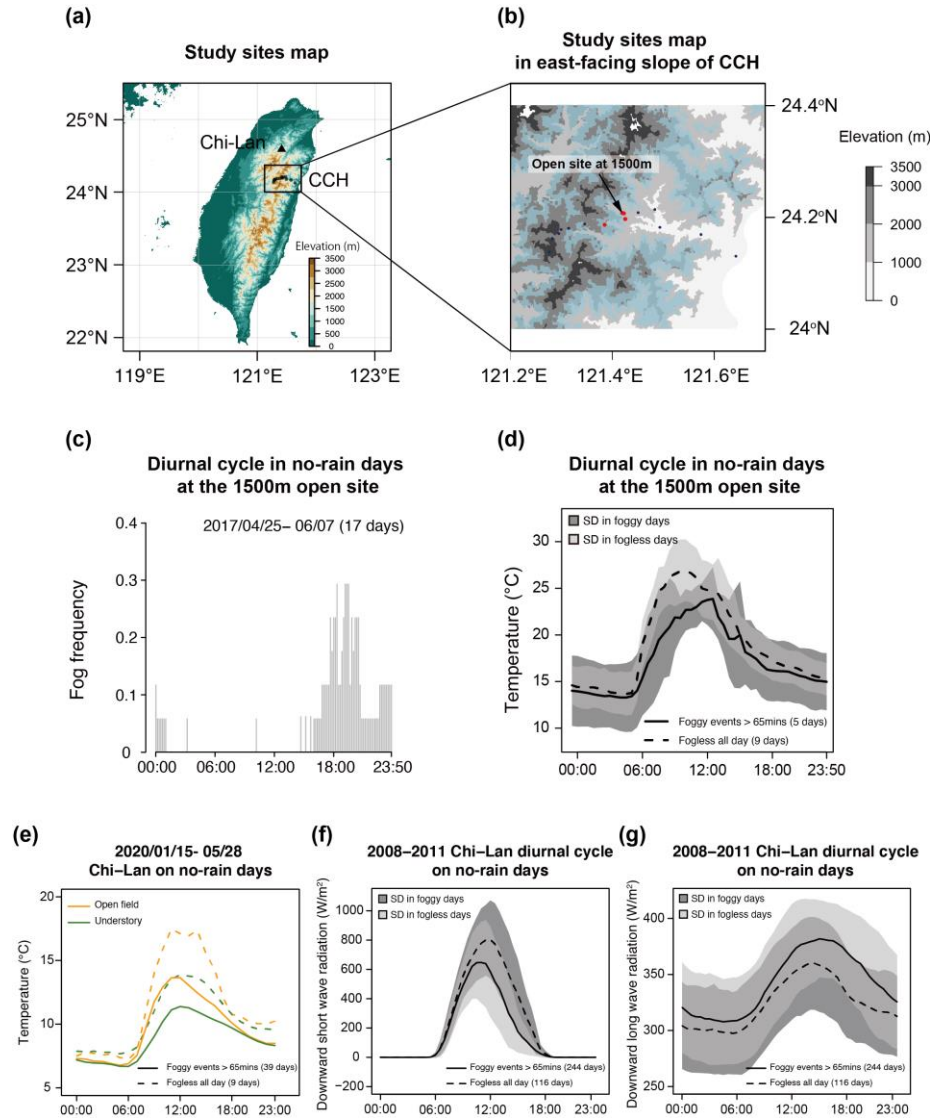 (a)
Study sites map
25°N
24°N
23°N
22°N
119°E
121°E
123°E
Chi-Lan
CCH
Elevation (m)
3500
3000
2500
2000
1500
1000
500
0
(b)
Study sites map
in east-facing slope of CCH
Open site at 1500m
24.4°N
24.2°N
24°N
121.2°E
121.4°E
121.6°E
Elevation (m)
3500
3000
2000
1000
0
(c)
Diurnal cycle in no-rain days
at the 1500m open site
2017/04/25– 06/07 (17 days)
Fog frequency
0.4
0.3
0.2
0.1
0
00:00
06:00
12:00
18:00
23:50
(d)
Diurnal cycle in no-rain days
at the 1500m open site
SD in foggy days
SD in fogless days
Temperature (°C)
30
25
20
15
10
Foggy events > 65mins (5 days)
Fogless all day (9 days)
00:00
06:00
12:00
18:00
23:50
(e)
2020/01/15- 05/28
Chi–Lan on no-rain days
Open field
Understory
Temperature (°C)
20
15
10
5
Foggy events > 65mins (39 days)
Fogless all day (9 days)
00:00
06:00
12:00
18:00
23:00
(f)
2008–2011 Chi–Lan diurnal cycle
on no-rain days
SD in foggy days
SD in fogless days
Downward short wave radiation (W/m²)
1000
800
600
400
200
0
−200
Foggy events > 65mins (244 days)
Fogless all day (116 days)
00:00
06:00
12:00
18:00
23:30
(g)
2008–2011 Chi–Lan diurnal cycle
on no-rain days
SD in foggy days
SD in fogless days
Downward long wave radiation (W/m²)
400
350
300
250
Foggy events > 65mins (244 days)
Fogless all day (116 days)
00:00
06:00
12:00
18:00
23:30